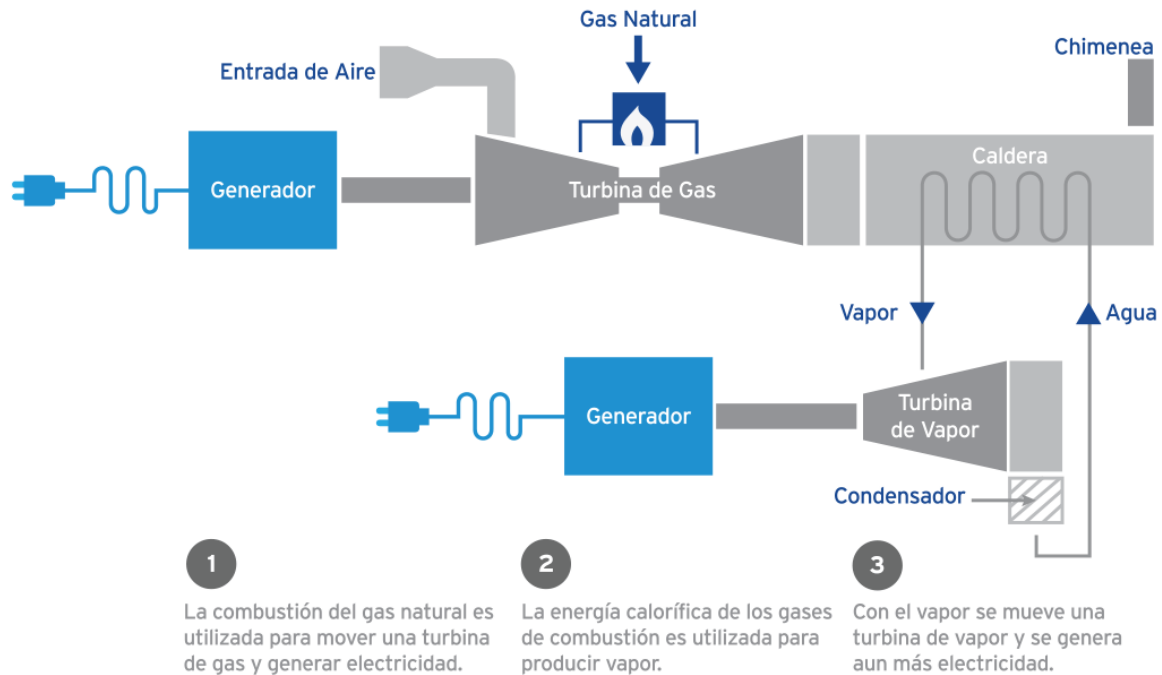 Gas Natural
Chimenea
Entrada de Aire
Caldera
Generador
Turbina de Gas
Vapor
Agua
Generador
Turbina
de Vapor
Condensador
1
La combustión del gas natural es
utilizada para mover una turbina
de gas y generar electricidad.
2
La energía calorífica de los gases
de combustión es utilizada para
producir vapor.
3
Con el vapor se mueve una
turbina de vapor y se genera
aun más electricidad.